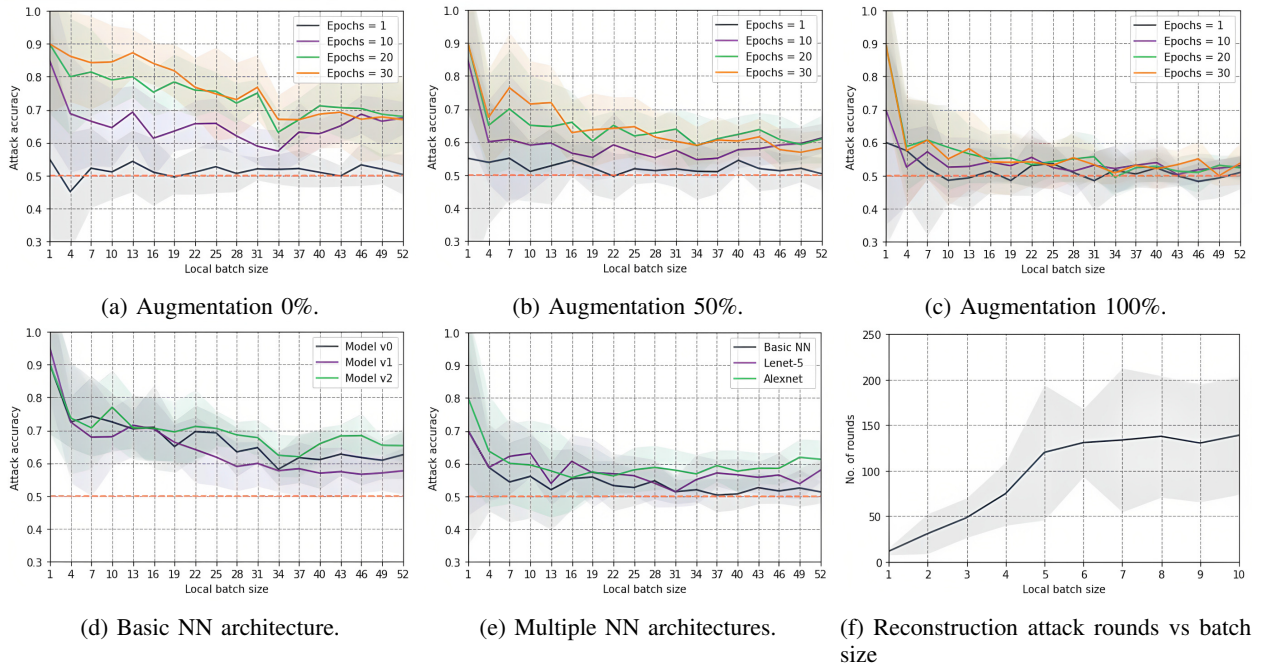 Attack accuracy
1.0
0.9
0.8
0.7
0.6
0.5
0.4
0.3
Epochs = 1
Epochs = 10
Epochs = 20
Epochs = 30
1 4 7 10 13 16 19 22 25 28 31 34 37 40 43 46 49 52
Local batch size
(a) Augmentation 0%.
Attack accuracy
1.0
0.9
0.8
0.7
0.6
0.5
0.4
0.3
Epochs = 1
Epochs = 10
Epochs = 20
Epochs = 30
1 4 7 10 13 16 19 22 25 28 31 34 37 40 43 46 49 52
Local batch size
(b) Augmentation 50%.
Attack accuracy
1.0
0.9
0.8
0.7
0.6
0.5
0.4
0.3
Epochs = 1
Epochs = 10
Epochs = 20
Epochs = 30
1 4 7 10 13 16 19 22 25 28 31 34 37 40 43 46 49 52
Local batch size
(c) Augmentation 100%.
Attack accuracy
1.0
0.9
0.8
0.7
0.6
0.5
0.4
0.3
Model v0
Model v1
Model v2
1 4 7 10 13 16 19 22 25 28 31 34 37 40 43 46 49 52
Local batch size
(d) Basic NN architecture.
Attack accuracy
1.0
0.9
0.8
0.7
0.6
0.5
0.4
0.3
Basic NN
Lenet-5
Alexnet
1 4 7 10 13 16 19 22 25 28 31 34 37 40 43 46 49 52
Local batch size
(e) Multiple NN architectures.
No. of rounds
250
200
150
100
50
0
1 2 3 4 5 6 7 8 9 10
Local batch size
(f) Reconstruction attack rounds vs batch
size